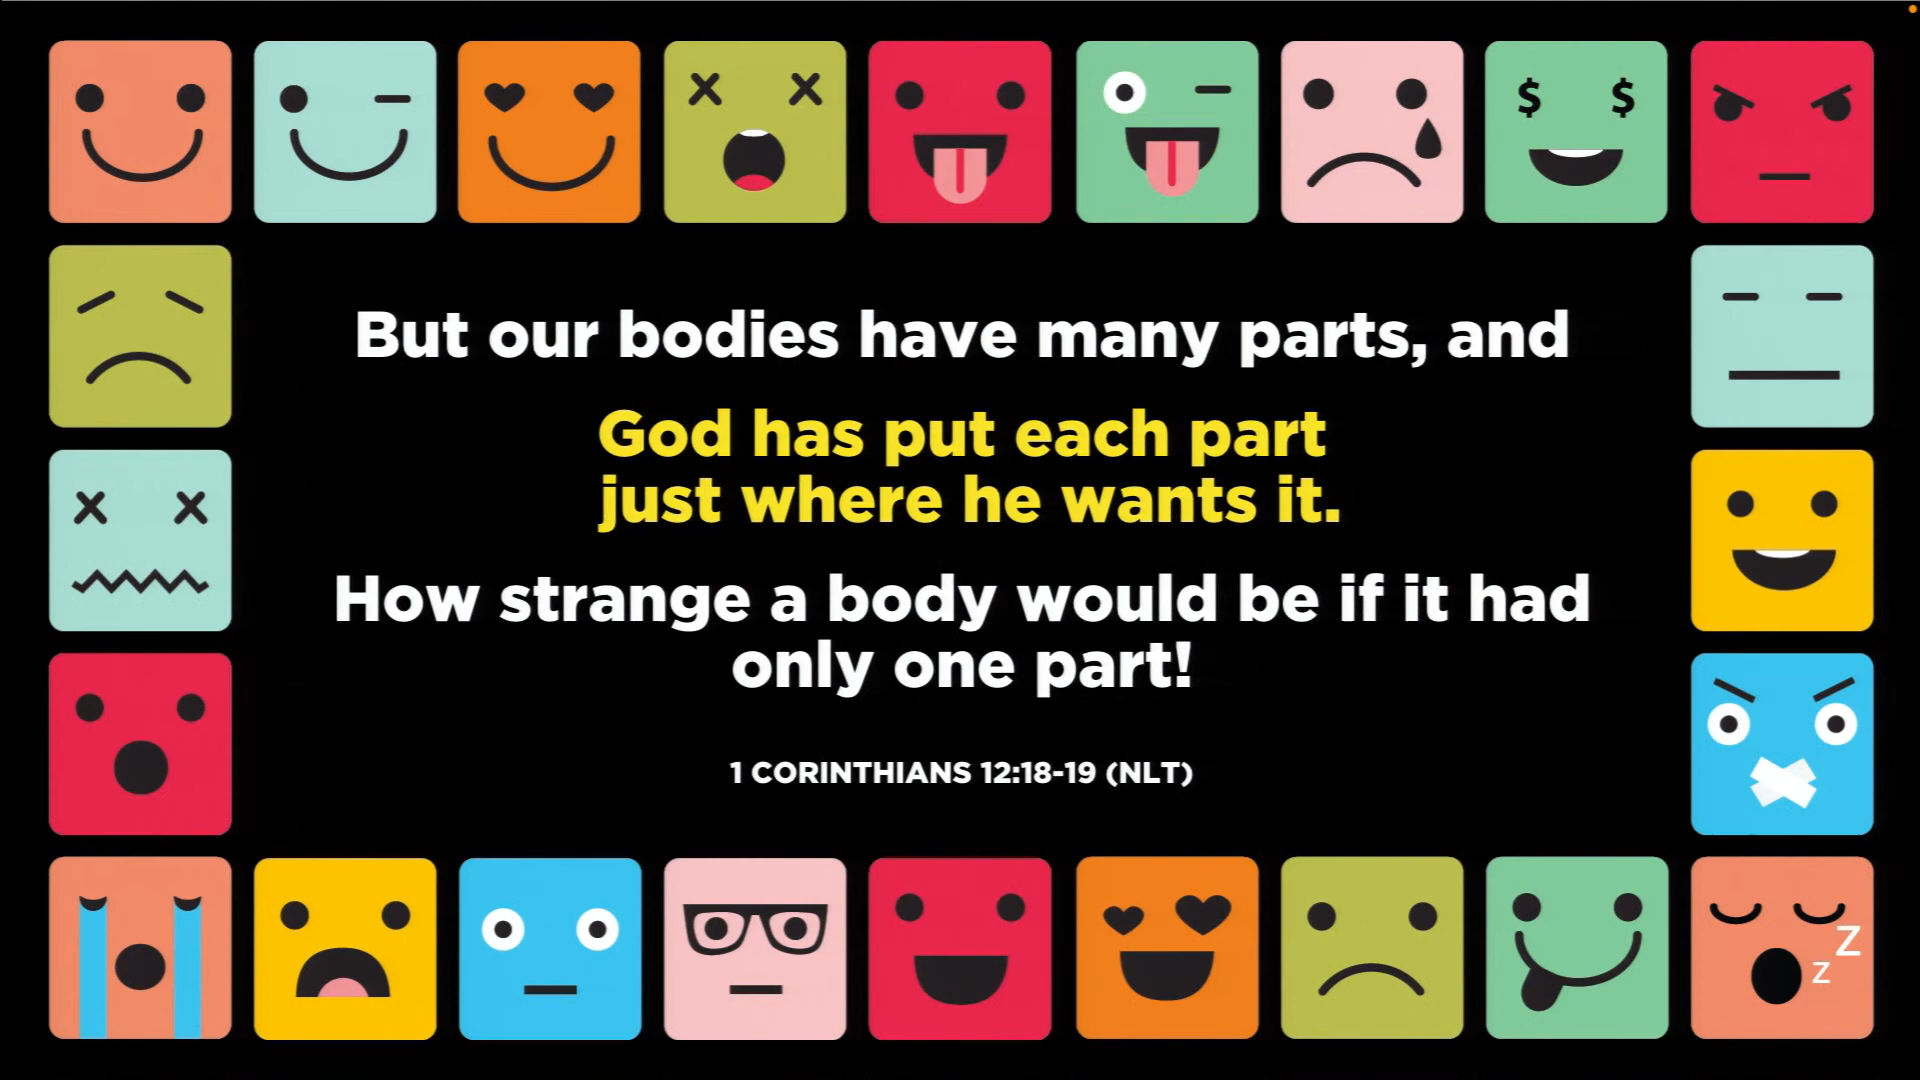 $ $
But our bodies have many parts, and
God has put each part
just where he wants it.
How strange a body would be if it had
only one part!
1 CORINTHIANS 12:18-19 (NLT)
Z
Z